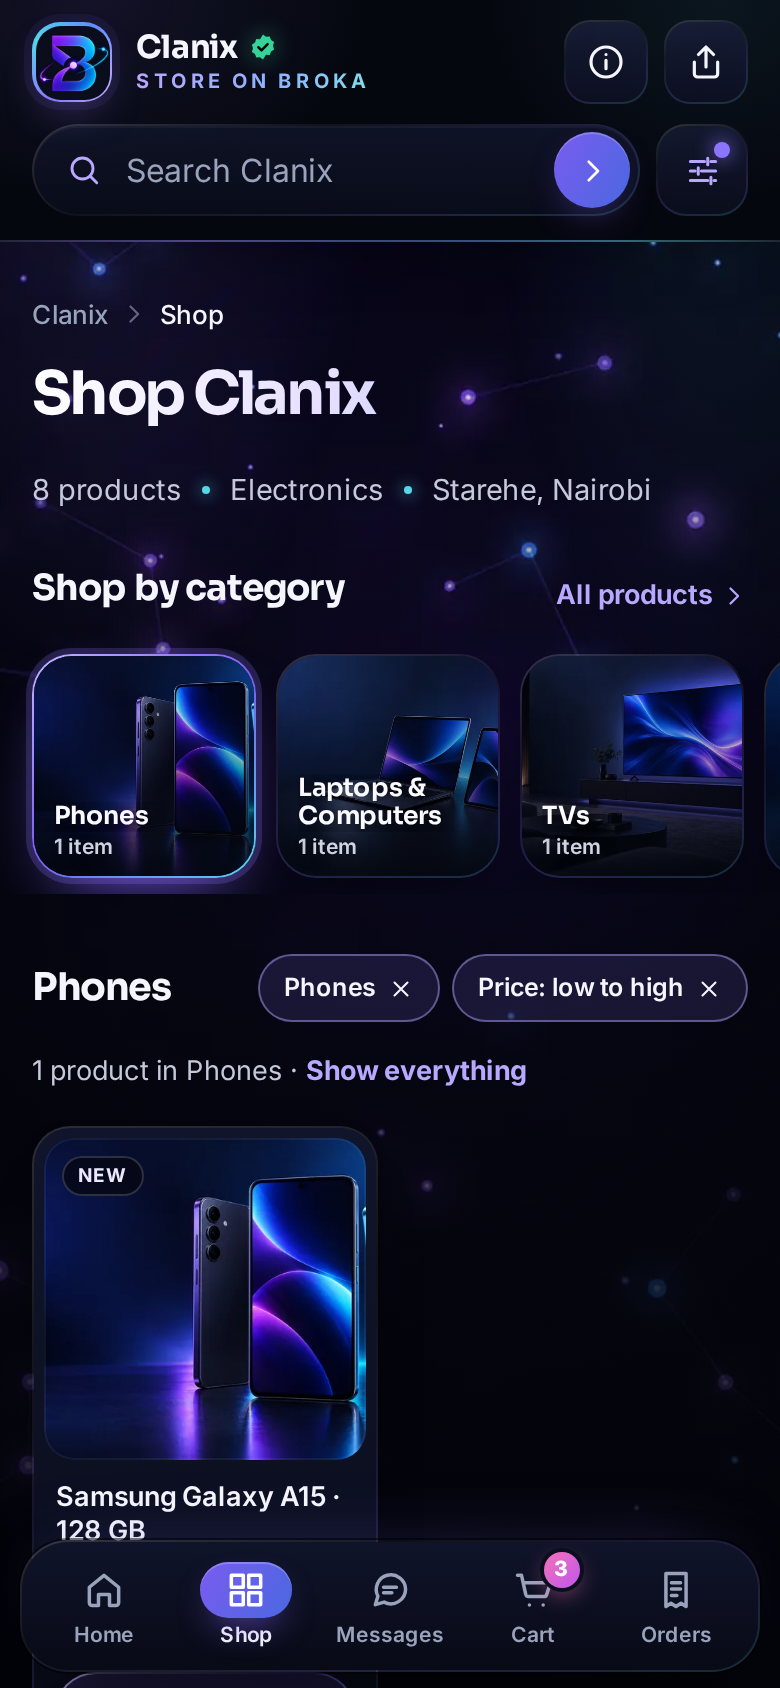 Clanix
STORE ON BROKA
Search Clanix
Clanix > Shop
Shop Clanix
8 products • Electronics • Starehe, Nairobi
Shop by category
All products >
Phones
1 item
Laptops &
Computers
1 item
TVs
1 item
Phones
Phones ×
Price: low to high ×
1 product in Phones · Show everything
NEW
Samsung Galaxy A15 ·
128 GB
3
Home
Shop
Messages
Cart
Orders